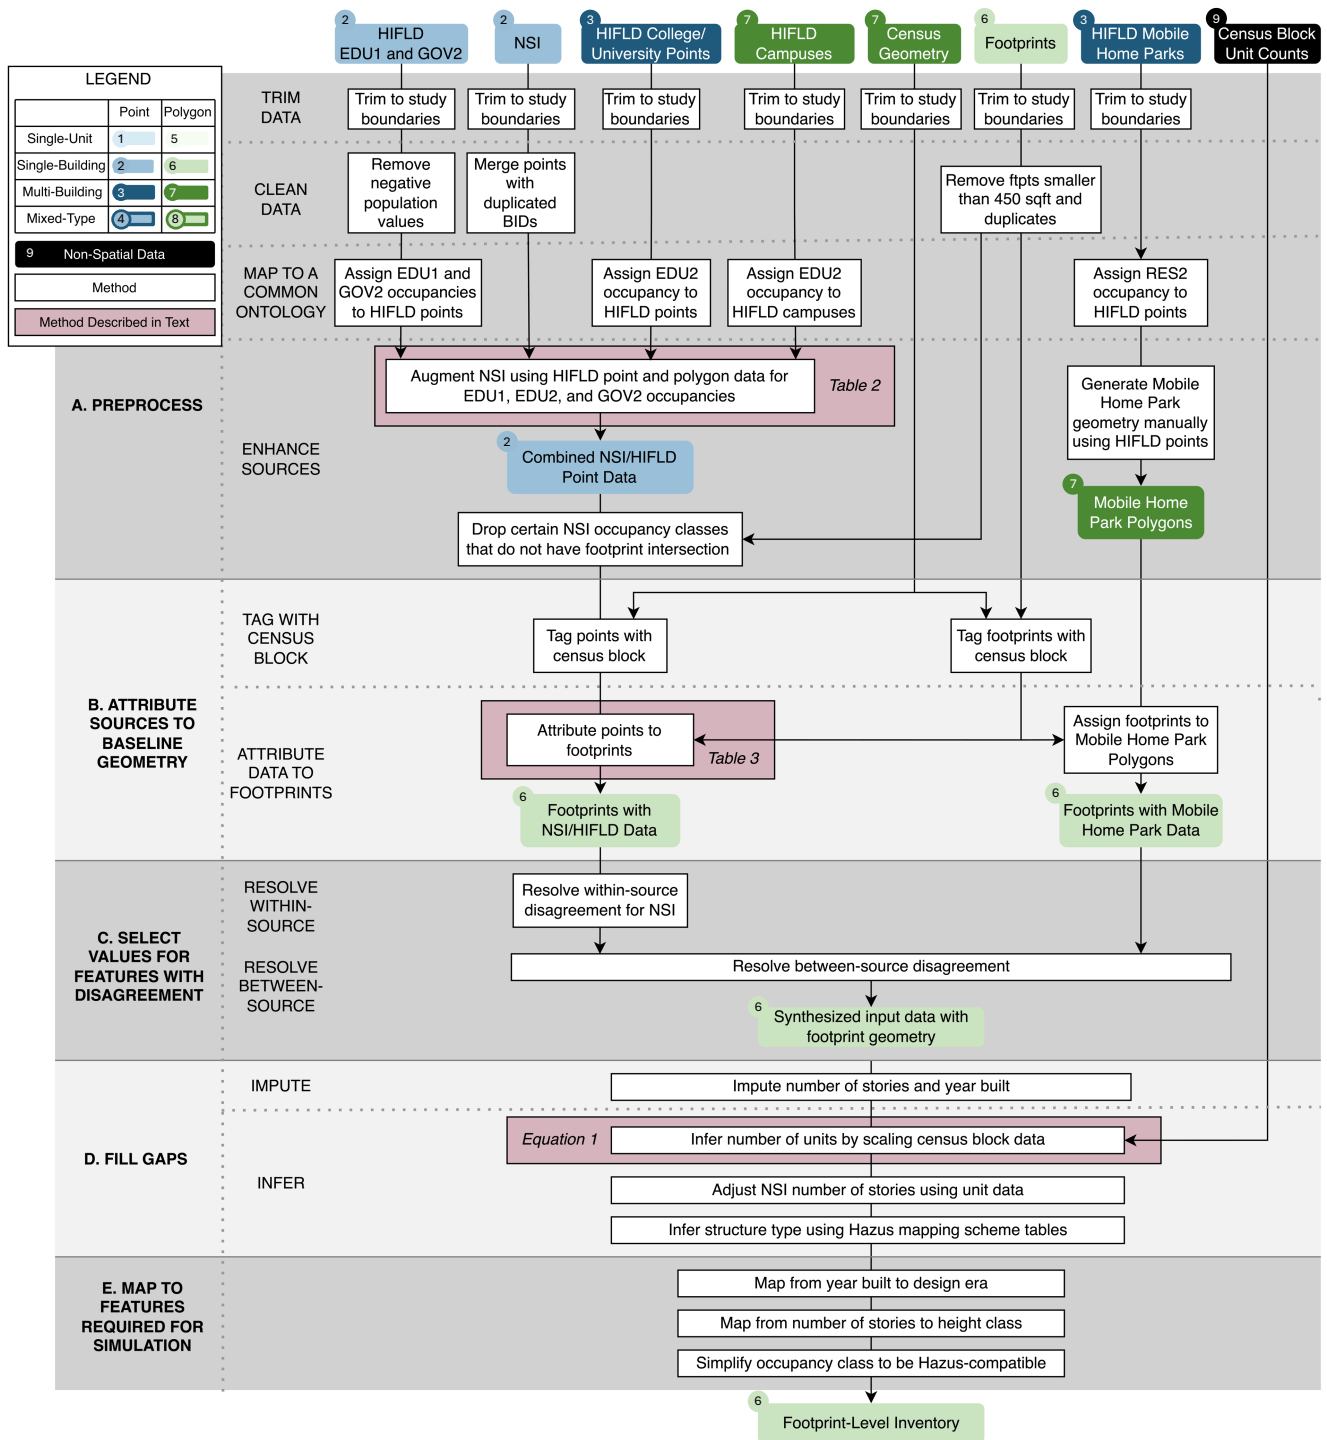 2
HIFLD
EDU1 and GOV2
2
NSI
3
HIFLD College/
University Points
7
HIFLD
Campuses
7
Census
Geometry
6
Footprints
3
HIFLD Mobile
Home Parks
9
Census Block
Unit Counts
LEGEND
Point Polygon
Single-Unit 1 5
Single-Building 2 6
Multi-Building 3 7
Mixed-Type 4 8
9 Non-Spatial Data
Method
Method Described in Text
TRIM
DATA
Trim to study
boundaries
Trim to study
boundaries
Trim to study
boundaries
Trim to study
boundaries
Trim to study
boundaries
Trim to study
boundaries
Trim to study
boundaries
CLEAN
DATA
Remove
negative
population
values
Merge points
with
duplicated
BIDs
Remove ftpts smaller
than 450 sqft and
duplicates
MAP TO A
COMMON
ONTOLOGY
Assign EDU1 and
GOV2 occupancies
to HIFLD points
Assign EDU2
occupancy to
HIFLD points
Assign EDU2
occupancy to
HIFLD campuses
Assign RES2
occupancy to
HIFLD points
A. PREPROCESS
ENHANCE
SOURCES
Augment NSI using HIFLD point and polygon data for
EDU1, EDU2, and GOV2 occupancies
Table 2
Generate Mobile
Home Park
geometry manually
using HIFLD points
2
Combined NSI/HIFLD
Point Data
7
Mobile Home
Park Polygons
Drop certain NSI occupancy classes
that do not have footprint intersection
B. ATTRIBUTE
SOURCES TO
BASELINE
GEOMETRY
TAG WITH
CENSUS
BLOCK
Tag points with
census block
Tag footprints with
census block
ATTRIBUTE
DATA TO
FOOTPRINTS
Attribute points to
footprints
Table 3
Assign footprints to
Mobile Home Park
Polygons
6
Footprints with
NSI/HIFLD Data
6
Footprints with Mobile
Home Park Data
C. SELECT
VALUES FOR
FEATURES WITH
DISAGREEMENT
RESOLVE
WITHIN-
SOURCE
Resolve within-source
disagreement for NSI
RESOLVE
BETWEEN-
SOURCE
Resolve between-source disagreement
6
Synthesized input data with
footprint geometry
D. FILL GAPS
IMPUTE
Impute number of stories and year built
INFER
Equation 1
Infer number of units by scaling census block data
Adjust NSI number of stories using unit data
Infer structure type using Hazus mapping scheme tables
E. MAP TO
FEATURES
REQUIRED FOR
SIMULATION
Map from year built to design era
Map from number of stories to height class
Simplify occupancy class to be Hazus-compatible
6
Footprint-Level Inventory